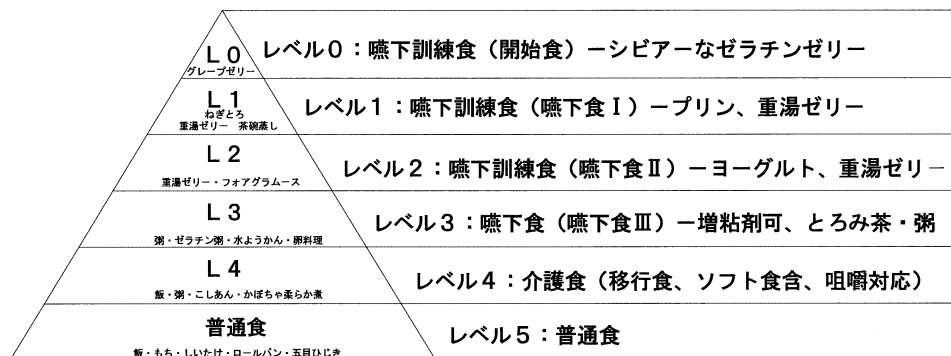 L0
グレープゼリー
レベル0：嚥下訓練食（開始食）ーシビアーなゼラチンゼリー
L1
ねぎとろ
重湯ゼリー 茶碗蒸し
レベル1：嚥下訓練食（嚥下食Ⅰ）ープリン、重湯ゼリー
L2
重湯ゼリー・フォアグラムース
レベル2：嚥下訓練食（嚥下食Ⅱ）ーヨーグルト、重湯ゼリー
L3
粥・ゼラチン粥・水ようかん・卵料理
レベル3：嚥下食（嚥下食Ⅲ）ー増粘剤可、とろみ茶・粥
L4
飯・粥・こしあん・かぼちゃ柔らか煮
レベル4：介護食（移行食、ソフト食含、咀嚼対応）
普通食
飯・もち・しいたけ・ロールパン・五目ひじき
レベル5：普通食